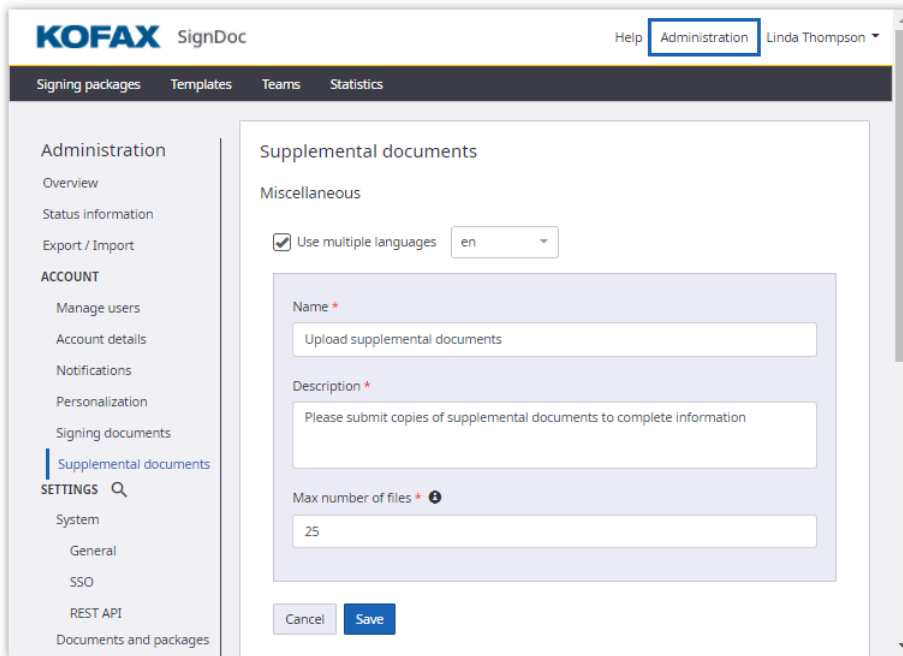 KOFAX SignDoc
Help Administration Linda Thompson
Signing packages Templates Teams Statistics
Administration
Overview
Status information
Export / Import
ACCOUNT
Manage users
Account details
Notifications
Personalization
Signing documents
Supplemental documents
SETTINGS
System
General
SSO
REST API
Documents and packages
Supplemental documents
Miscellaneous
Use multiple languages en
Name *
Upload supplemental documents
Description *
Please submit copies of supplemental documents to complete information
Max number of files *
25
Cancel Save